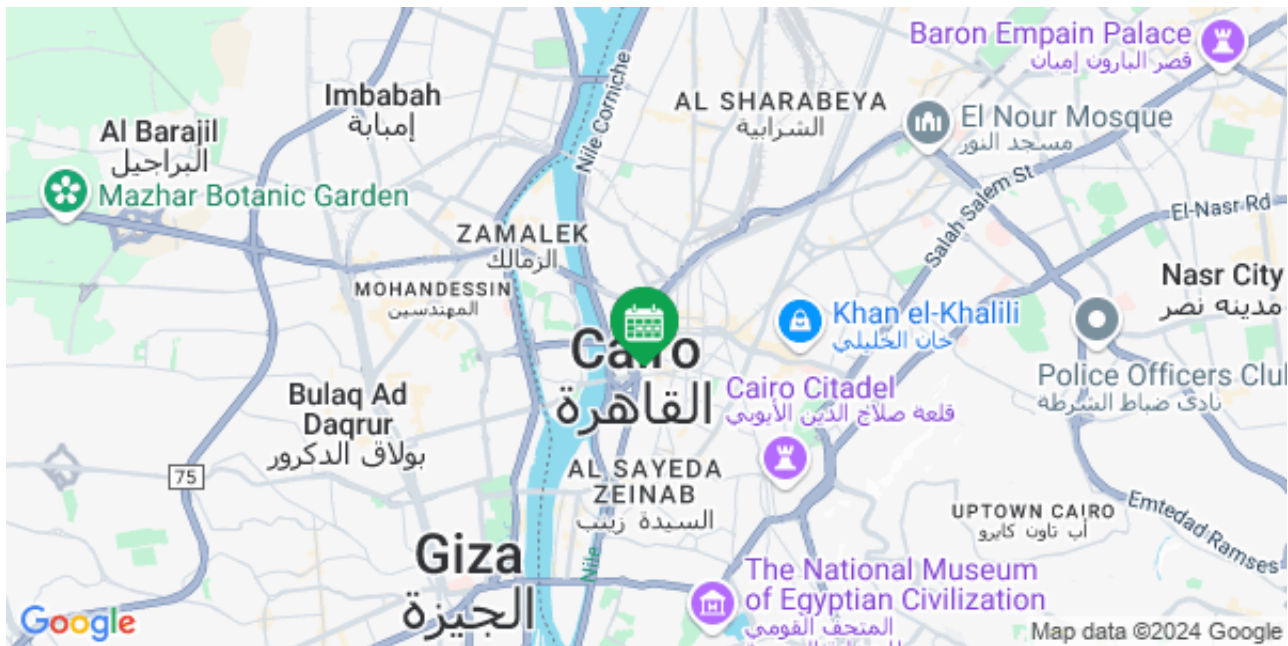 Baron Empain Palace
قصر البارون إمبان
Imbabah
إمبابة
AL SHARABEYA
الشرابية
El Nour Mosque
مسجد النور
Al Barajil
البراجيل
Nile Corniche
Mazhar Botanic Garden
Salah Salem St
El-Nasr Rd
ZAMALEK
الزمالك
MOHANDESSIN
المهندسين
Nasr City
مدينه نصر
Khan el-Khalili
خان الخليلي
Cairo
القاهرة
Police Officers Clu
نادى ضباط الشرطه
Cairo Citadel
قلعة صلاح الدين الأيوبي
Bulaq Ad
Daqrur
بولاق الدكرور
75
AL SAYEDA
ZEINAB
السيدة زينب
UPTOWN CAIRO
أب تاون كايرو
Emtedad Ramses
Giza
الجيزة
Nile
The National Museum
of Egyptian Civilization
المتحف القومي
Google
Map data ©2024 Google